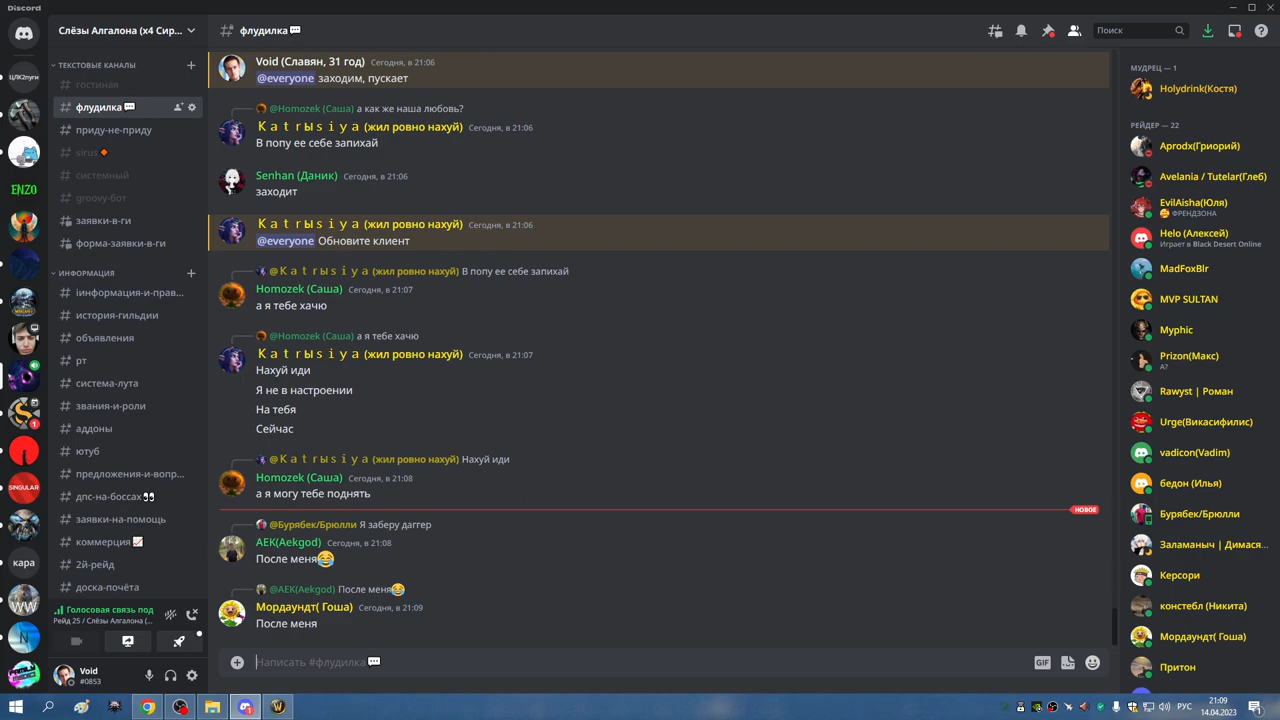 Discord
Слёзы Алгалона (x4 Сир...
ТЕКСТОВЫЕ КАНАЛЫ
гостиная
флудилка💬
приду-не-приду
sirus🔸
системный
groovy-бот
заявки-в-ги
форма-заявки-в-ги
ИНФОРМАЦИЯ
iинформация-и-прав...
история-гильдии
объявления
рт
система-лута
звания-и-роли
аддоны
ютуб
предложения-и-вопр...
дпс-на-боссах👀
заявки-на-помощь
коммерция📈
2й-рейд
доска-почёта
Голосовая связь под
Рейд 25 / Слёзы Алгалона (...
Void
#0853
ЦЛК2пуги
ENZO
1
SINGULAR
кара
WW
N
флудилка💬
Поиск
Void (Славян, 31 год) Сегодня, в 21:06
@everyone заходим, пускает
@Homozek (Саша) а как же наша любовь?
K a t r ы s i y a (жил ровно нахуй) Сегодня, в 21:06
В попу ее себе запихай
Senhan (Даник) Сегодня, в 21:06
заходит
K a t r ы s i y a (жил ровно нахуй) Сегодня, в 21:06
@everyone Обновите клиент
@K a t r ы s i y a (жил ровно нахуй) В попу ее себе запихай
Homozek (Саша) Сегодня, в 21:07
а я тебе хачю
@Homozek (Саша) а я тебе хачю
K a t r ы s i y a (жил ровно нахуй) Сегодня, в 21:07
Нахуй иди
Я не в настроении
На тебя
Сейчас
@K a t r ы s i y a (жил ровно нахуй) Нахуй иди
Homozek (Саша) Сегодня, в 21:08
а я могу тебе поднять
НОВОЕ
@Бурябек/Брюлли Я заберу даггер
AEK(Aekgod) Сегодня, в 21:08
После меня😂
@AEK(Aekgod) После меня😂
Мордаундт( Гоша) Сегодня, в 21:09
После меня
Написать #флудилка💬
GIF
МУДРЕЦ — 1
Holydrink(Костя)
РЕЙДЕР — 22
Aprodx(Гриорий)
Avelania / Tutelar(Глеб)
EvilAisha(Юля)
🥰 ФРЕНДЗОНА
Helo (Алексей)
Играет в Black Desert Online
MadFoxBlr
MVP SULTAN
Myphic
Prizon(Макс)
А?
Rawyst | Роман
Urge(Викасифилис)
vadicon(Vadim)
бедон (Илья)
Бурябек/Брюлли
Заламаныч | Димася...
Керсори
констебл (Никита)
Мордаундт( Гоша)
Притон
РУС
21:09
14.04.2023
1